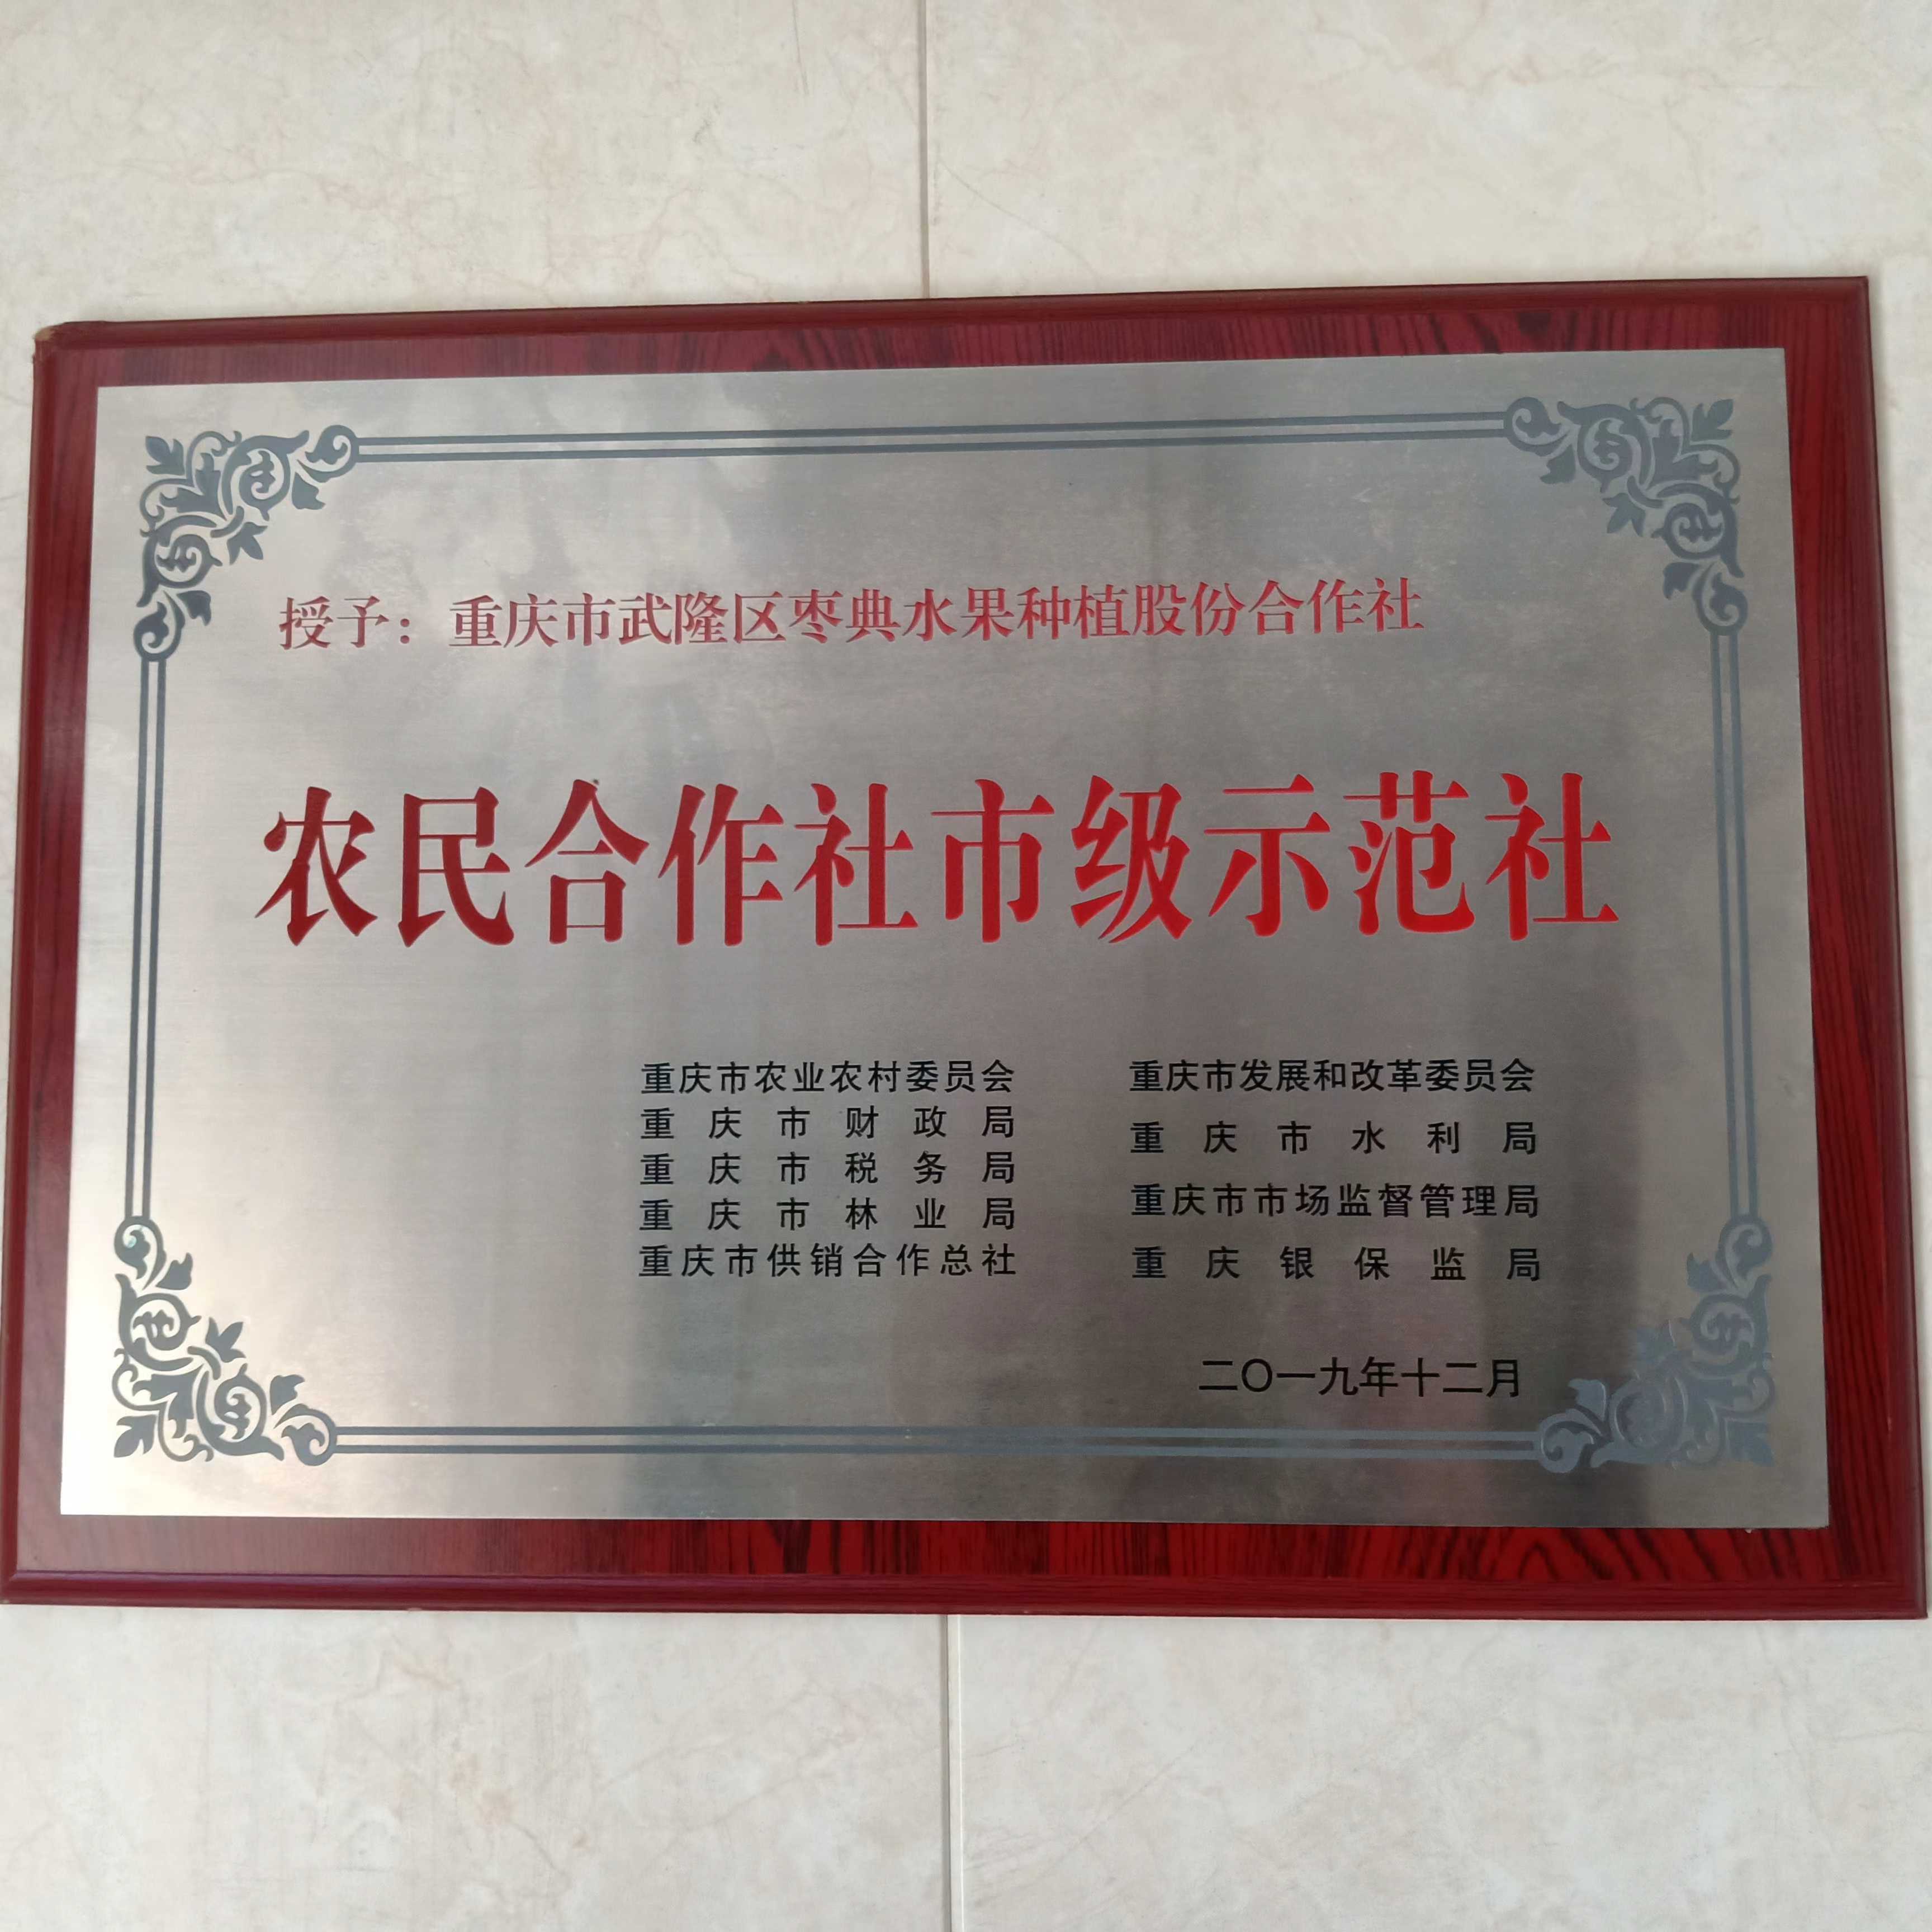 授予：重庆市武隆区枣典水果种植股份合作社
农民合作社市级示范社
重庆市农业农村委员会
重庆市财政局
重庆市税务局
重庆市林业局
重庆市供销合作总社
重庆市发展和改革委员会
重庆市水利局
重庆市市场监督管理局
重庆银保监局
二〇一九年十二月